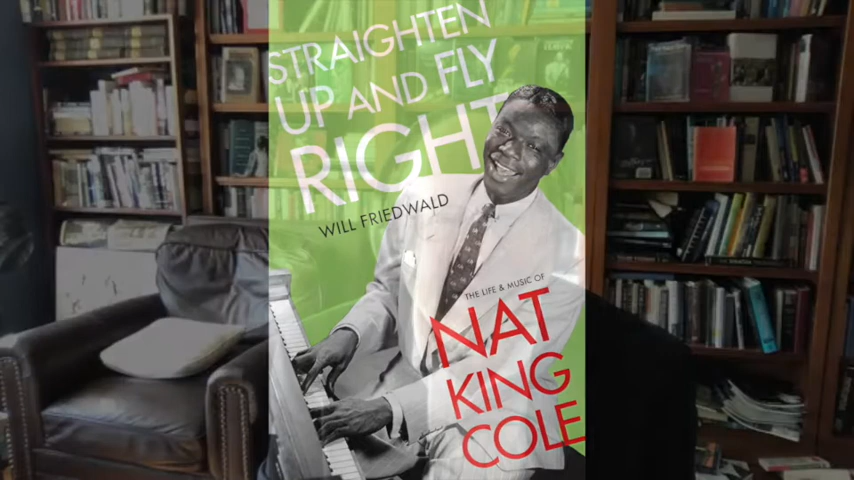 STRAIGHTEN
UP AND FLY
RIGHT
WILL FRIEDWALD
THE LIFE & MUSIC OF
NAT
KING
COLE